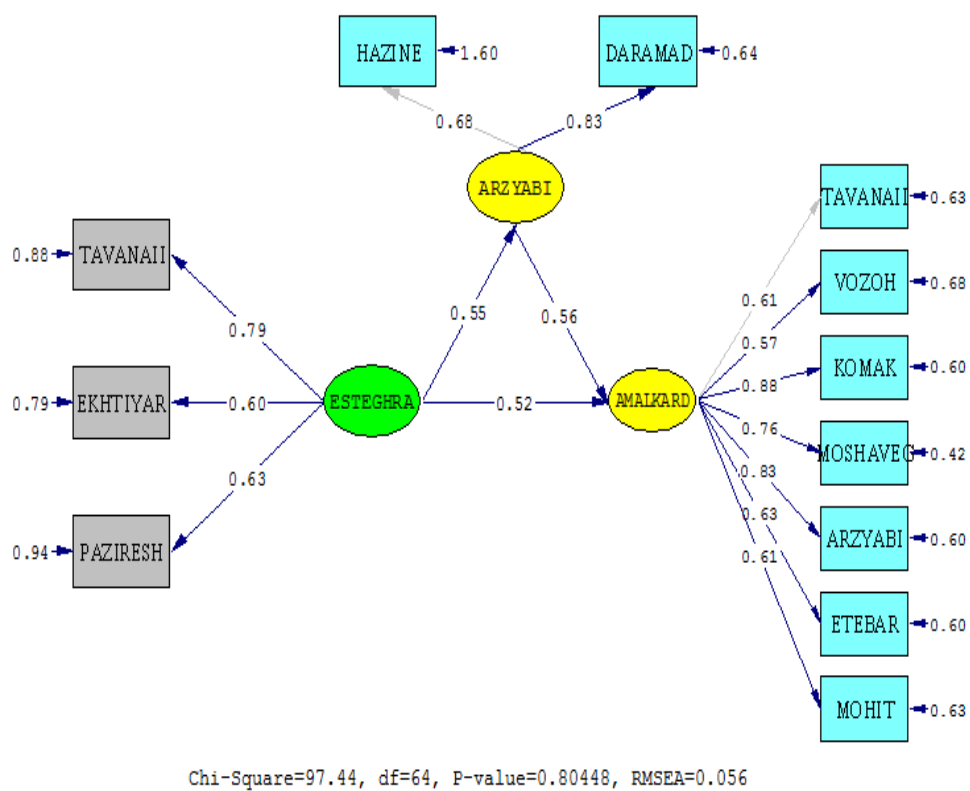 HAZINE
1.60
DARAMAD
0.64
0.68
0.83
ARZYABI
TAVANAII
0.63
0.88
TAVANAII
VOZOH
0.68
0.61
0.55
0.56
0.79
0.57
KOMAK
0.60
0.88
0.79
EKHTIYAR
0.60
ESTEGHRA
0.52
AMALKARD
0.76
MOSHAVEG
0.42
0.83
0.63
0.63
ARZYABI
0.60
0.94
PAZIRESH
0.61
ETEBAR
0.60
MOHIT
0.63
Chi-Square=97.44, df=64, P-value=0.80448, RMSEA=0.056